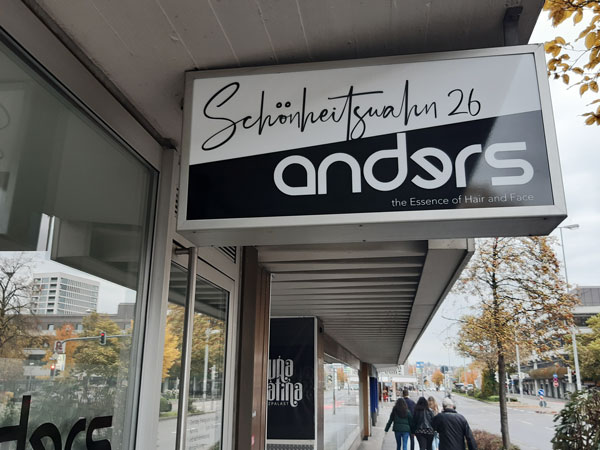 Schönheitswahn 26
anders
the Essence of Hair and Face